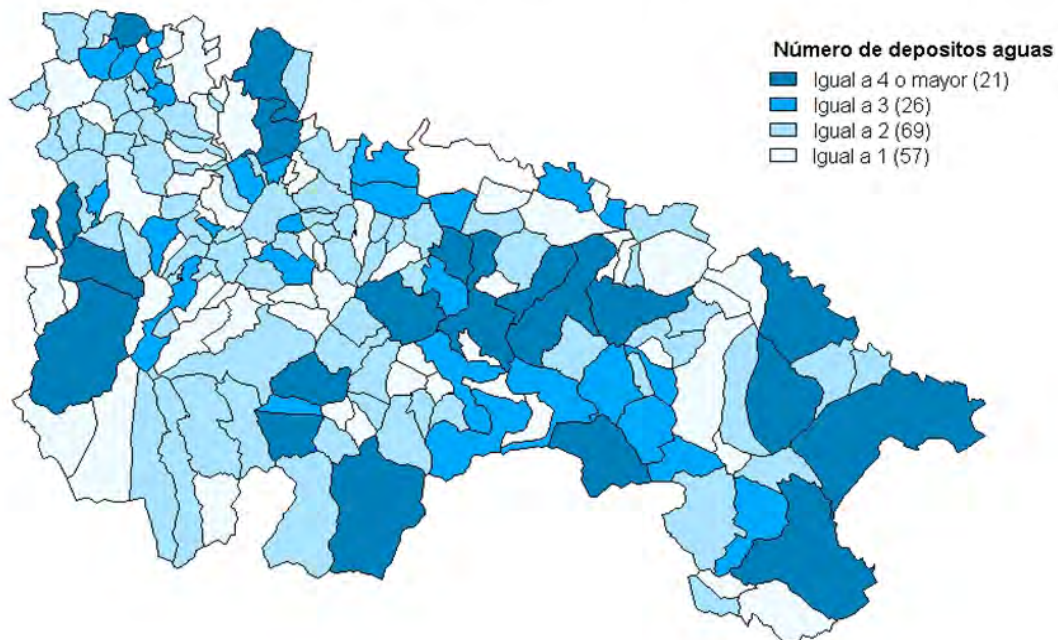 Número de depositos aguas
Igual a 4 o mayor (21)
Igual a 3 (26)
Igual a 2 (69)
Igual a 1 (57)